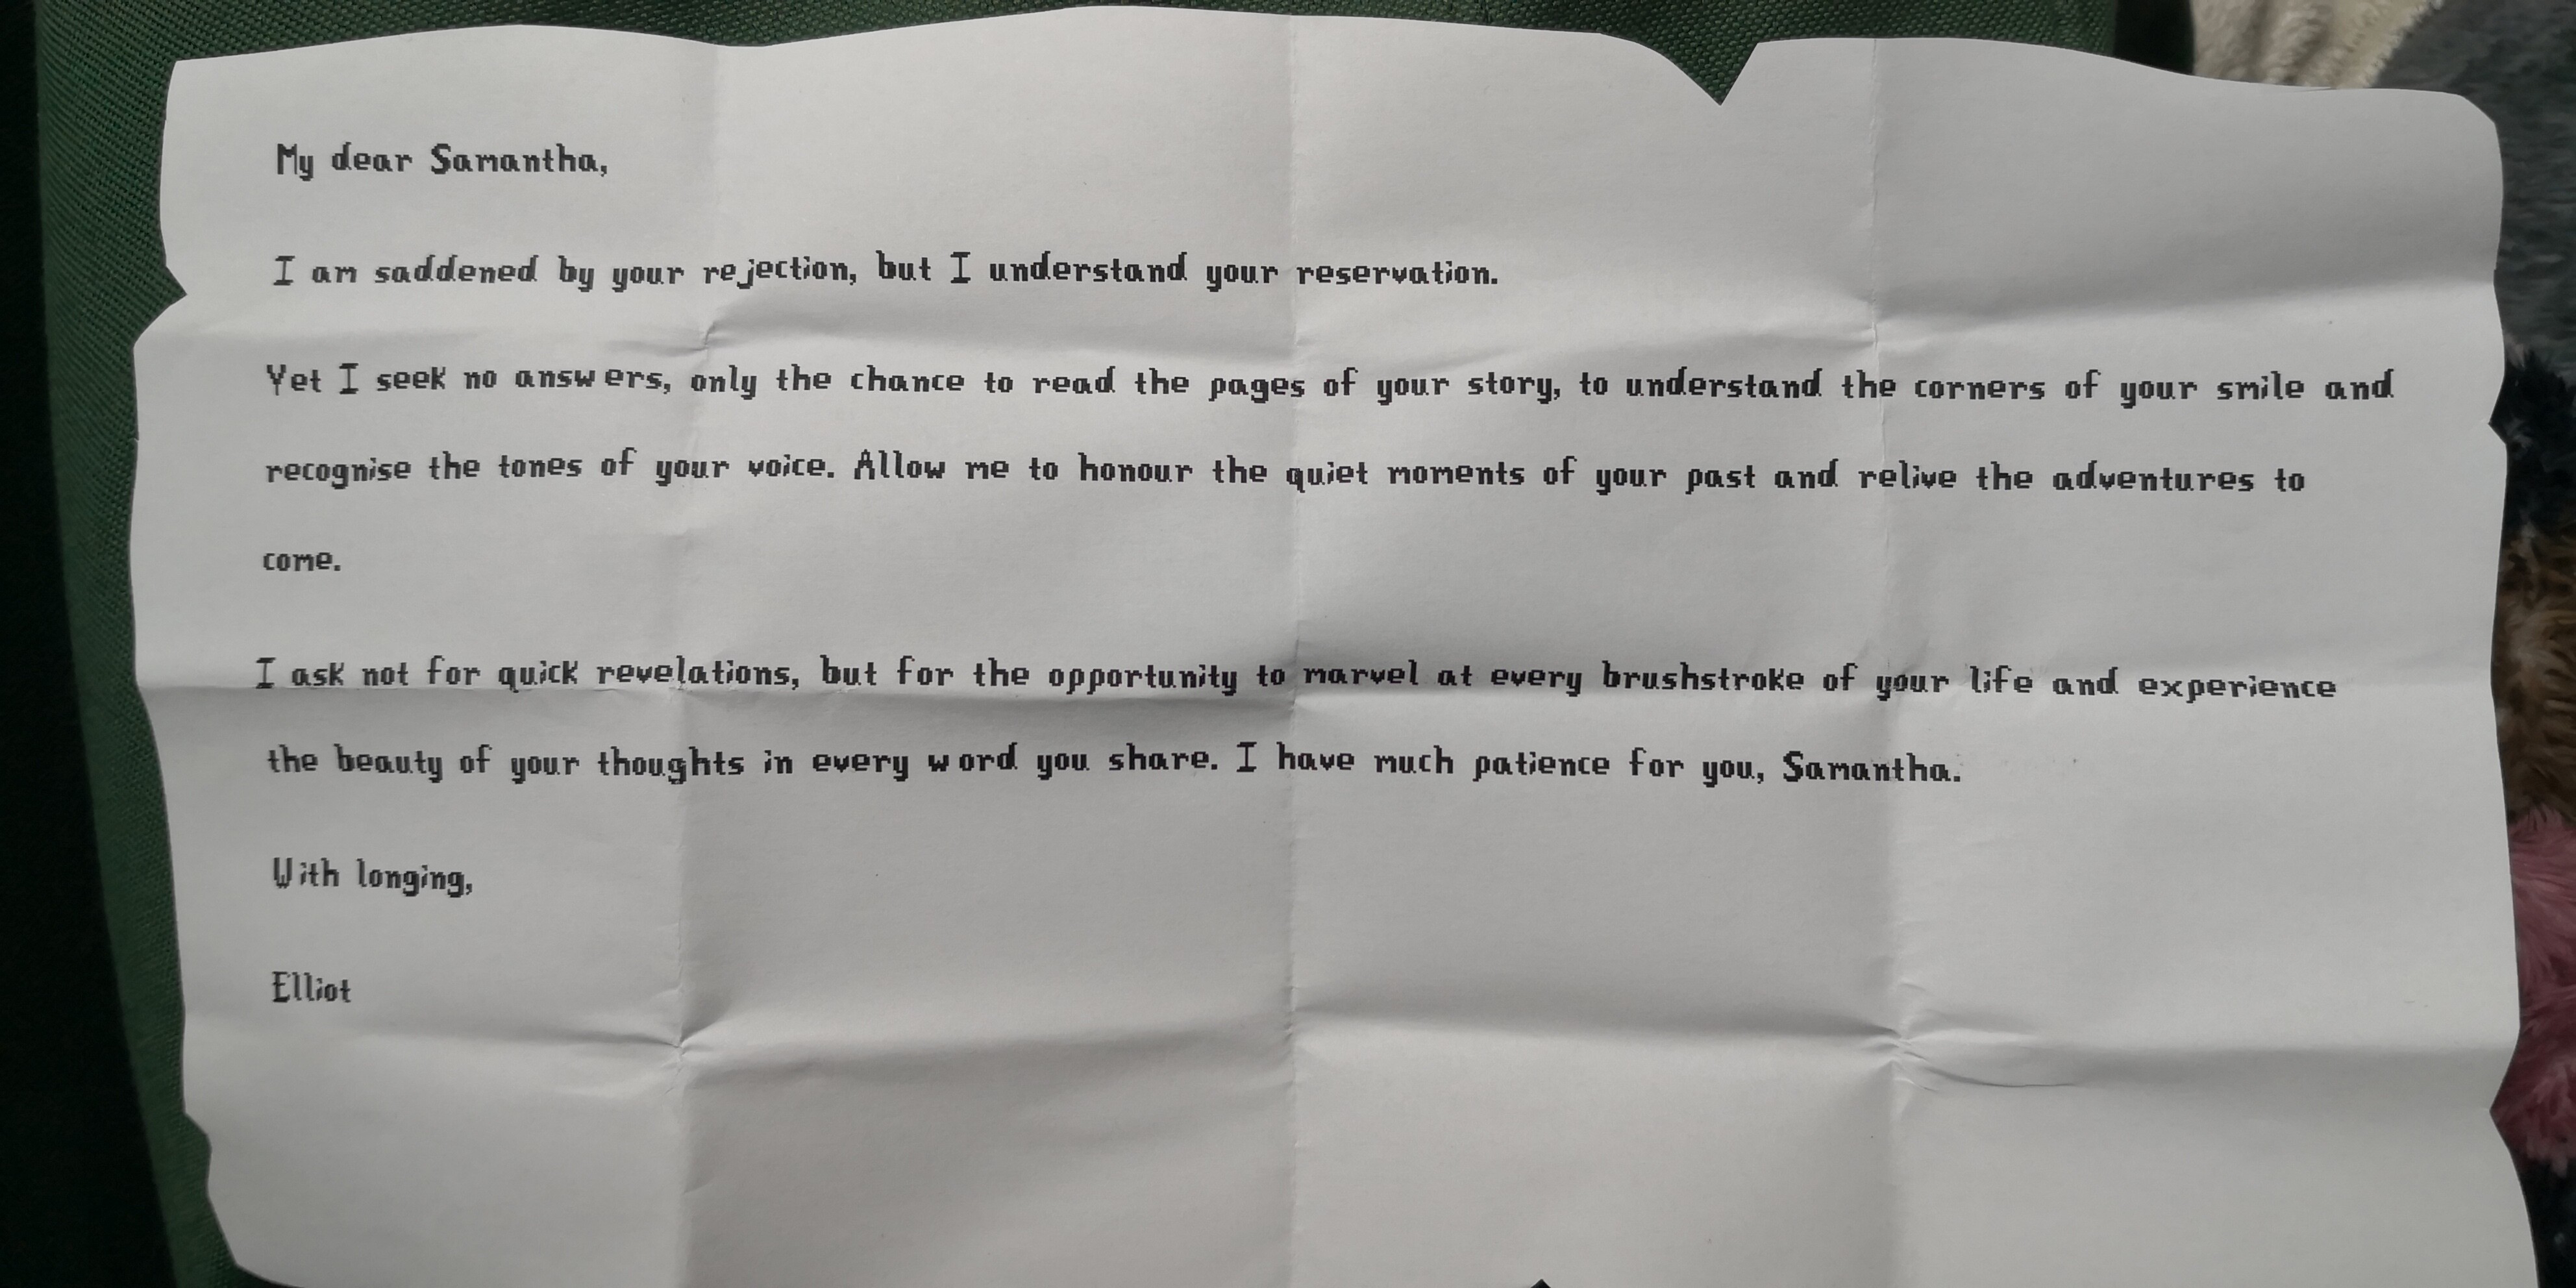 My dear Samantha,
I am saddened by your rejection, but I understand your reservation.
Yet I seek no answers, only the chance to read the pages of your story, to understand the corners of your smile and
recognise the tones of your voice. Allow me to honour the quiet moments of your past and relive the adventures to
come.
I ask not for quick revelations, but for the opportunity to marvel at every brushstroke of your life and experience
the beauty of your thoughts in every word you share. I have much patience for you, Samantha.
With longing,
Elliot